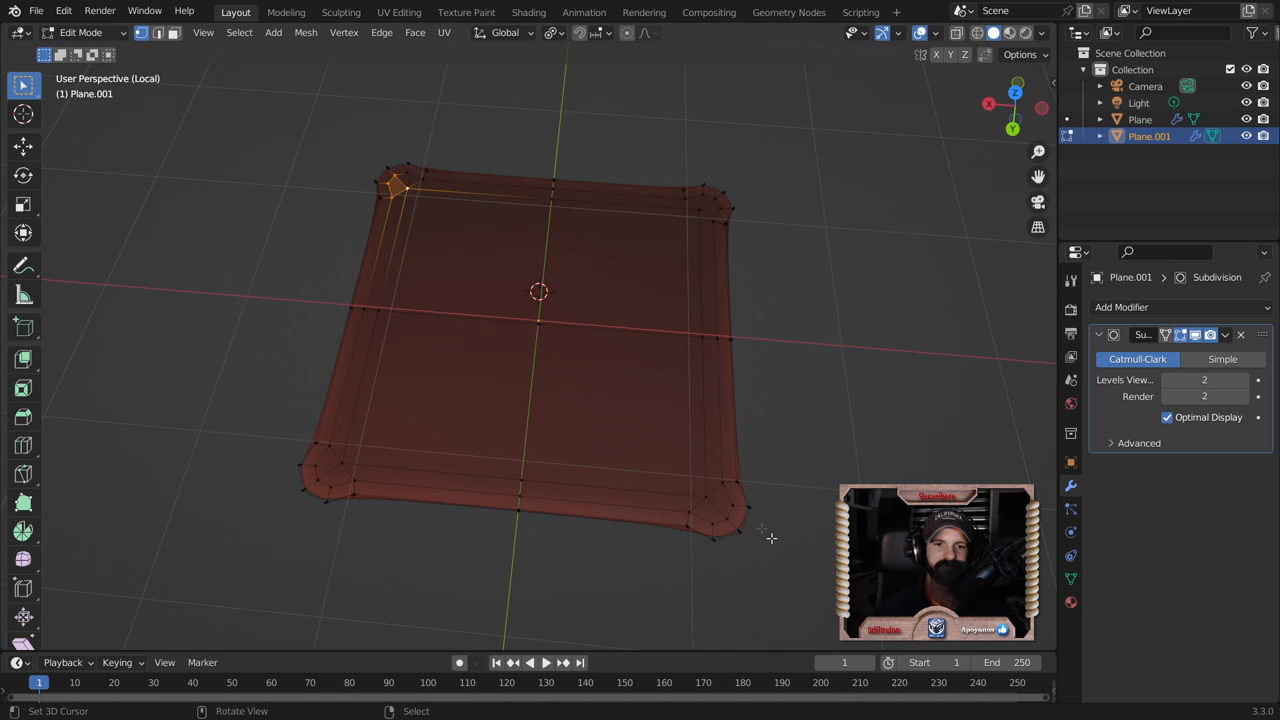 File Edit Render Window Help Layout Modeling Sculpting UV Editing Texture Paint Shading Animation Rendering Compositing Geometry Nodes Scripting Scene ViewLayer
Edit Mode View Select Add Mesh Vertex Edge Face UV Global
X Y Z Options
User Perspective (Local)
(1) Plane.001
Scene Collection
Collection
Camera
Light
Plane
Plane.001
X
Y
Z
Plane.001 > Subdivision
Add Modifier
Su...
Catmull-Clark Simple
Levels View... 2
Render 2
Optimal Display
Advanced
Suscribete
3dillusion Apoyanos
Playback Keying View Marker 1 Start 1 End 250
1 10 20 30 40 50 60 70 80 90 100 110 120 130 140 150 160 170 180 190 200 210 220 230 240 250
Set 3D Cursor Rotate View Select 3.3.0